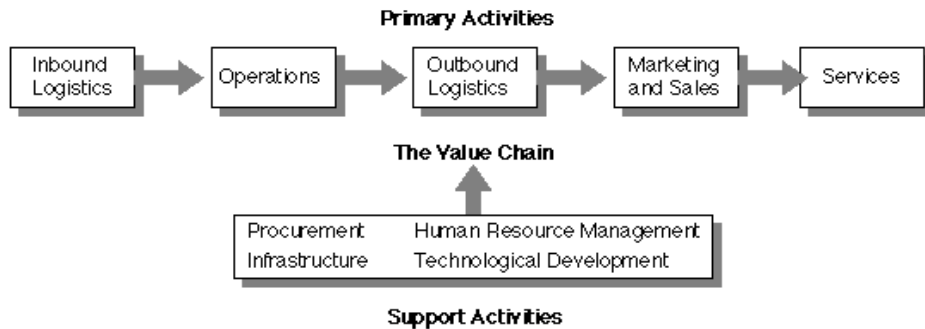 Primary Activities
Inbound
Logistics
Operations
Outbound
Logistics
Marketing
and Sales
Services
The Value Chain
Procurement Human Resource Management
Infrastructure Technological Development
Support Activities